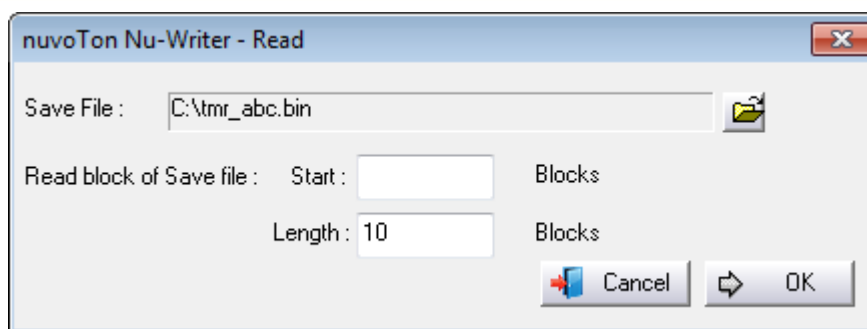 nuvoTon Nu-Writer - Read
Save File : C:\tmr_abc.bin
Read block of Save file : Start : Blocks
Length : 10 Blocks
Cancel OK